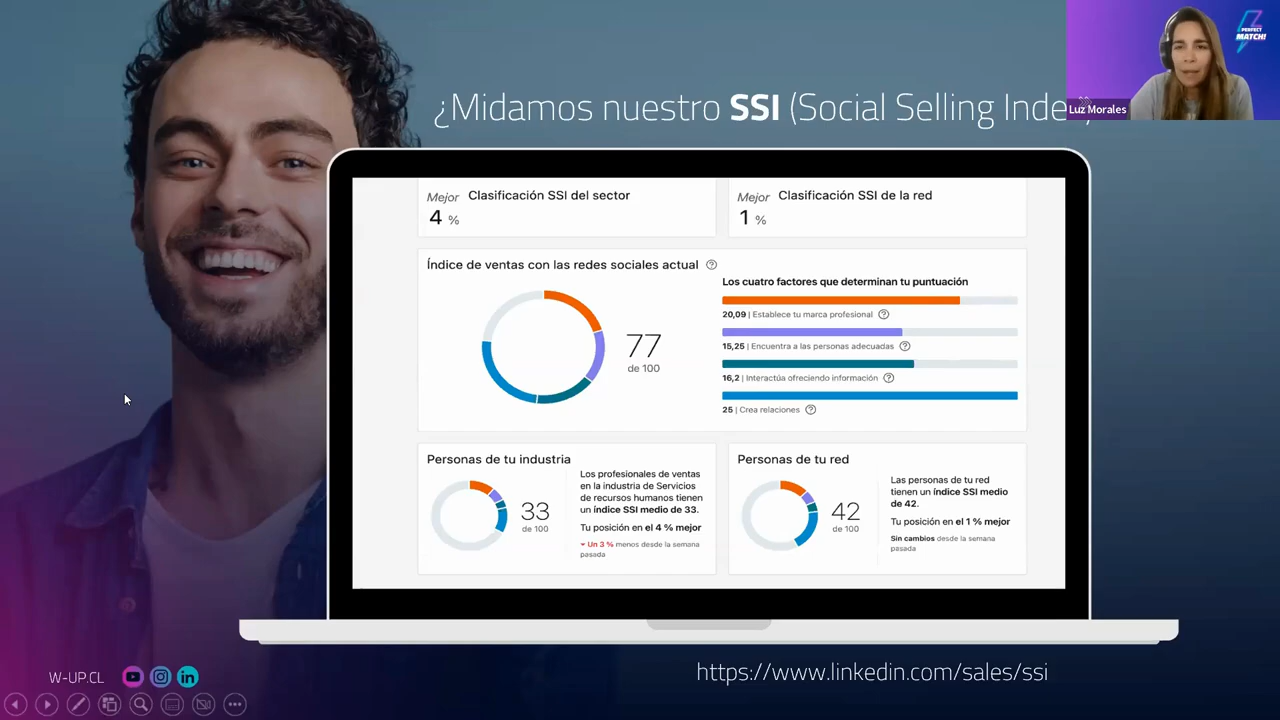 PERFECT
MATCH!
Luz Morales
¿Midamos nuestro SSI (Social Selling Inde
Mejor Clasificación SSI del sector
4 %
Mejor Clasificación SSI de la red
1 %
Índice de ventas con las redes sociales actual ?
77
de 100
Los cuatro factores que determinan tu puntuación
20,09 | Establece tu marca profesional ?
15,25 | Encuentra a las personas adecuadas ?
16,2 | Interactúa ofreciendo información ?
25 | Crea relaciones ?
Personas de tu industria
33
de 100
Los profesionales de ventas
en la industria de Servicios
de recursos humanos tienen
un índice SSI medio de 33.
Tu posición en el 4 % mejor
Un 3 % menos desde la semana
pasada
Personas de tu red
42
de 100
Las personas de tu red
tienen un índice SSI medio
de 42.
Tu posición en el 1 % mejor
Sin cambios desde la semana
pasada
W-UP.CL
in
https://www.linkedin.com/sales/ssi